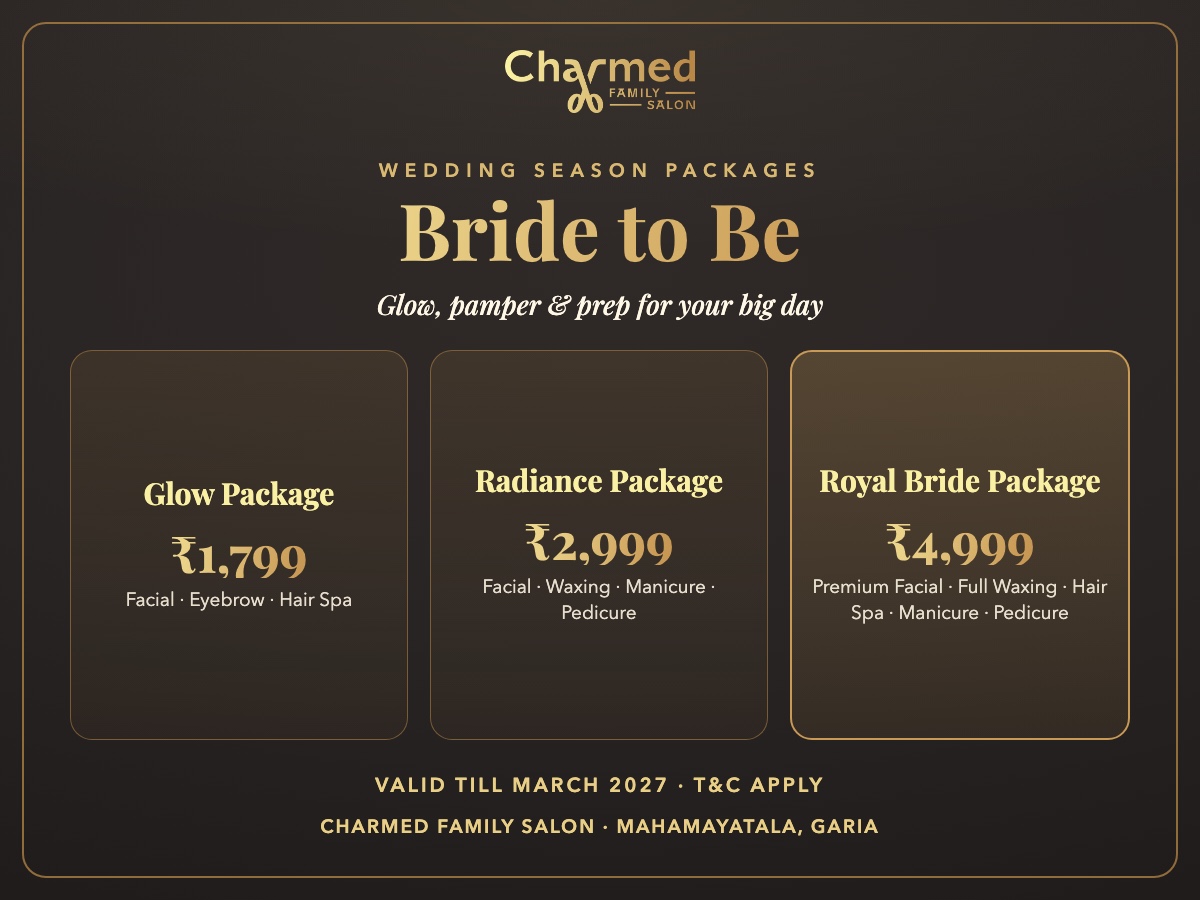 Charmed
FAMILY
SALON
WEDDING SEASON PACKAGES
Bride to Be
Glow, pamper & prep for your big day
Glow Package
₹1,799
Facial · Eyebrow · Hair Spa
Radiance Package
₹2,999
Facial · Waxing · Manicure ·
Pedicure
Royal Bride Package
₹4,999
Premium Facial · Full Waxing · Hair
Spa · Manicure · Pedicure
VALID TILL MARCH 2027 · T&C APPLY
CHARMED FAMILY SALON · MAHAMAYATALA, GARIA